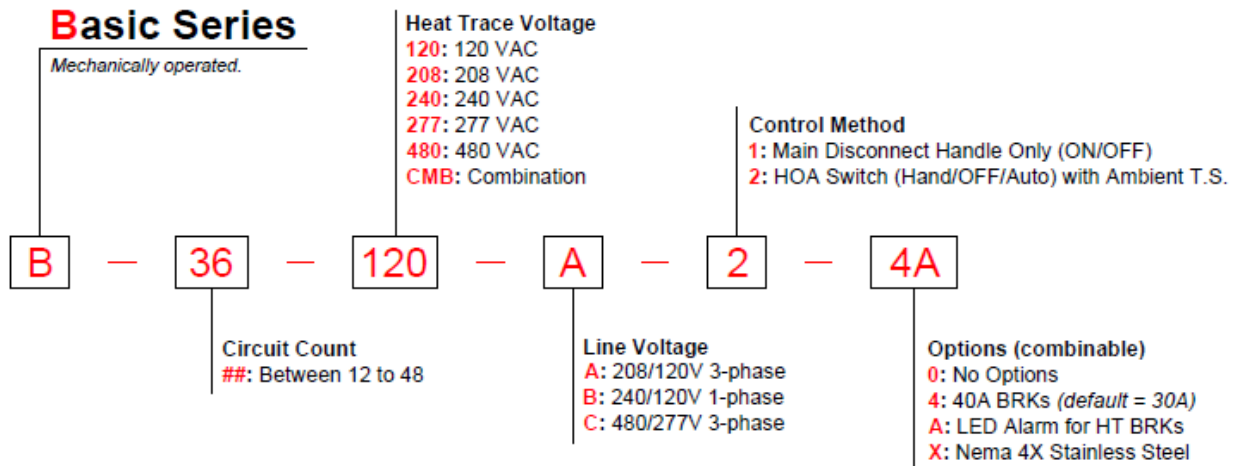 Basic Series
Mechanically operated.
Heat Trace Voltage
120: 120 VAC
208: 208 VAC
240: 240 VAC
277: 277 VAC
480: 480 VAC
CMB: Combination
Control Method
1: Main Disconnect Handle Only (ON/OFF)
2: HOA Switch (Hand/OFF/Auto) with Ambient T.S.
B — 36 — 120 — A — 2 — 4A
Circuit Count
##: Between 12 to 48
Line Voltage
A: 208/120V 3-phase
B: 240/120V 1-phase
C: 480/277V 3-phase
Options (combinable)
0: No Options
4: 40A BRKs (default = 30A)
A: LED Alarm for HT BRKs
X: Nema 4X Stainless Steel